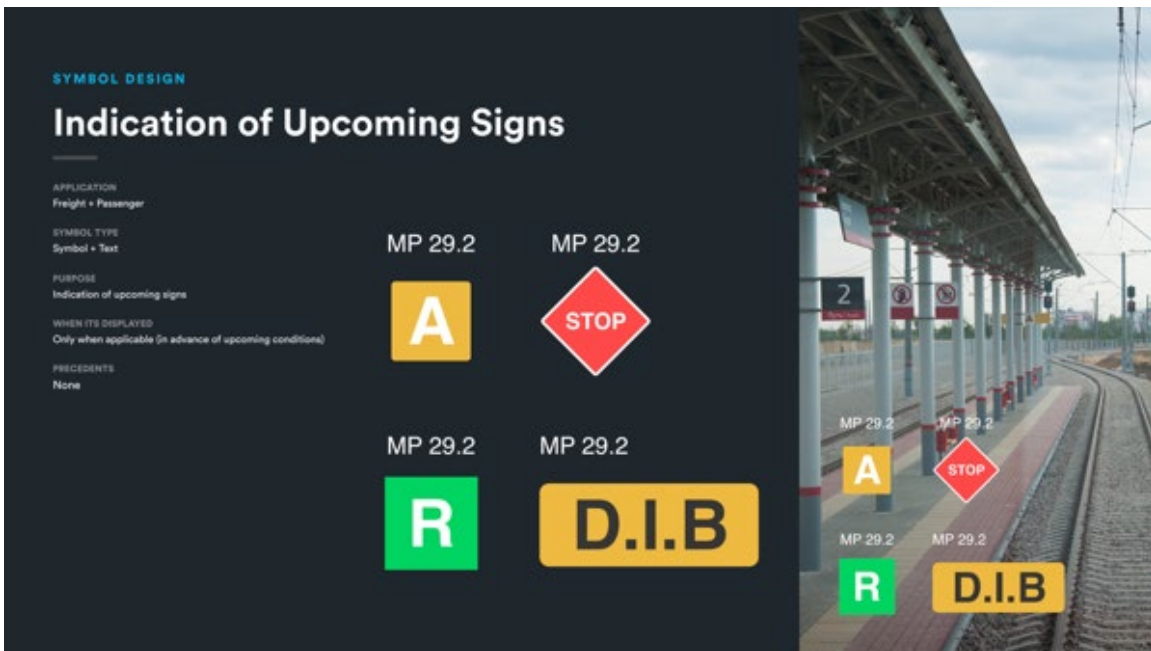 SYMBOL DESIGN
Indication of Upcoming Signs
APPLICATION
Freight + Passenger
SYMBOL TYPE
Symbol + Text
PURPOSE
Indication of upcoming signs
WHEN ITS DISPLAYED
Only when applicable (in advance of upcoming conditions)
PRECEDENTS
None
MP 29.2 MP 29.2
A STOP
MP 29.2 MP 29.2
R D.I.B
2
MP 29.2 MP 29.2
A STOP
MP 29.2 MP 29.2
R D.I.B